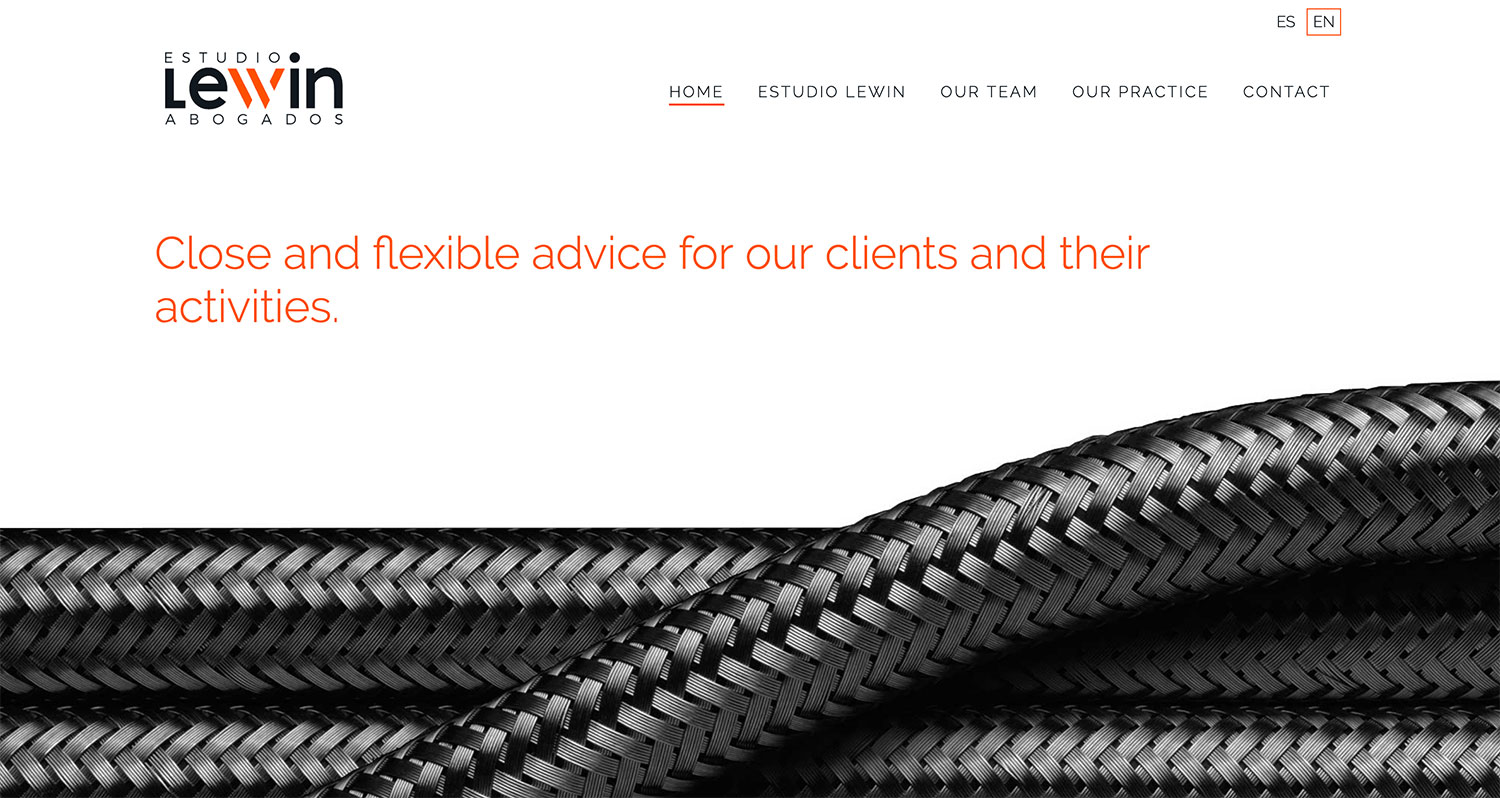 ES EN
ESTUDIO
Lewin
ABOGADOS
HOME ESTUDIO LEWIN OUR TEAM OUR PRACTICE CONTACT
Close and flexible advice for our clients and their
activities.